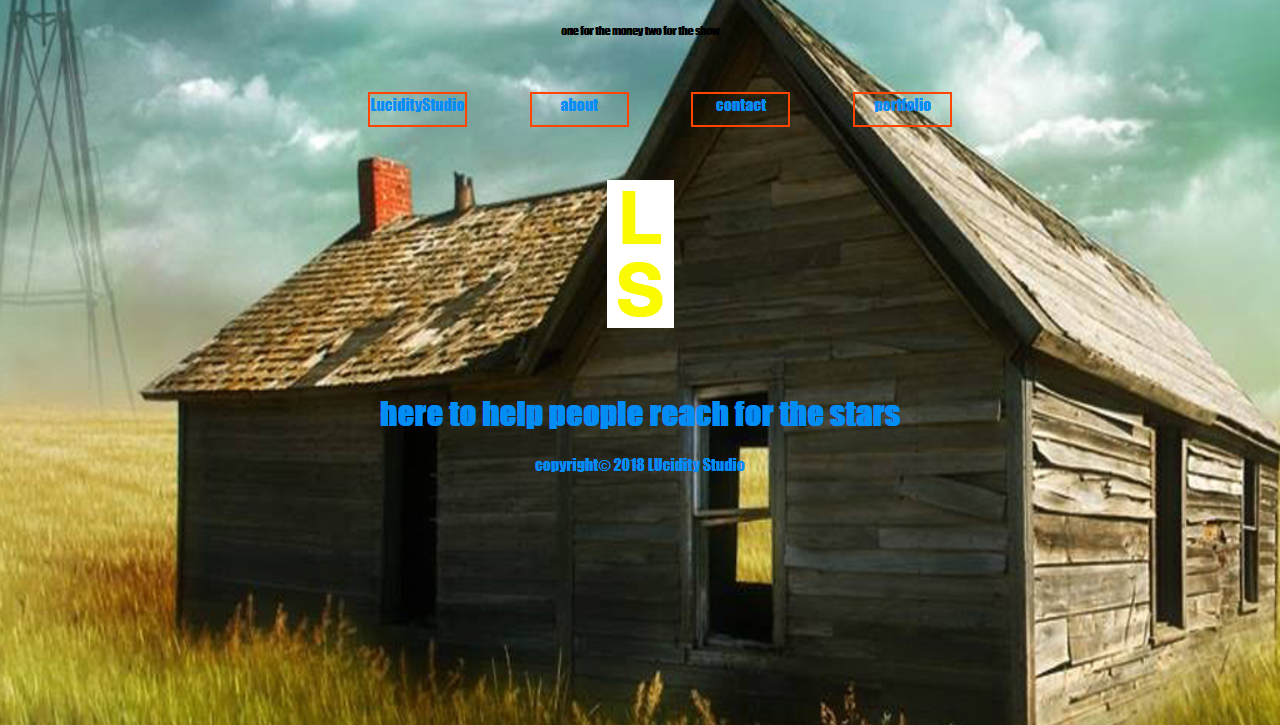 one for the money two for the show
LucidityStudio
about
contact
portfolio
L
S
here to help people reach for the stars
copyright© 2018 LUcidity Studio